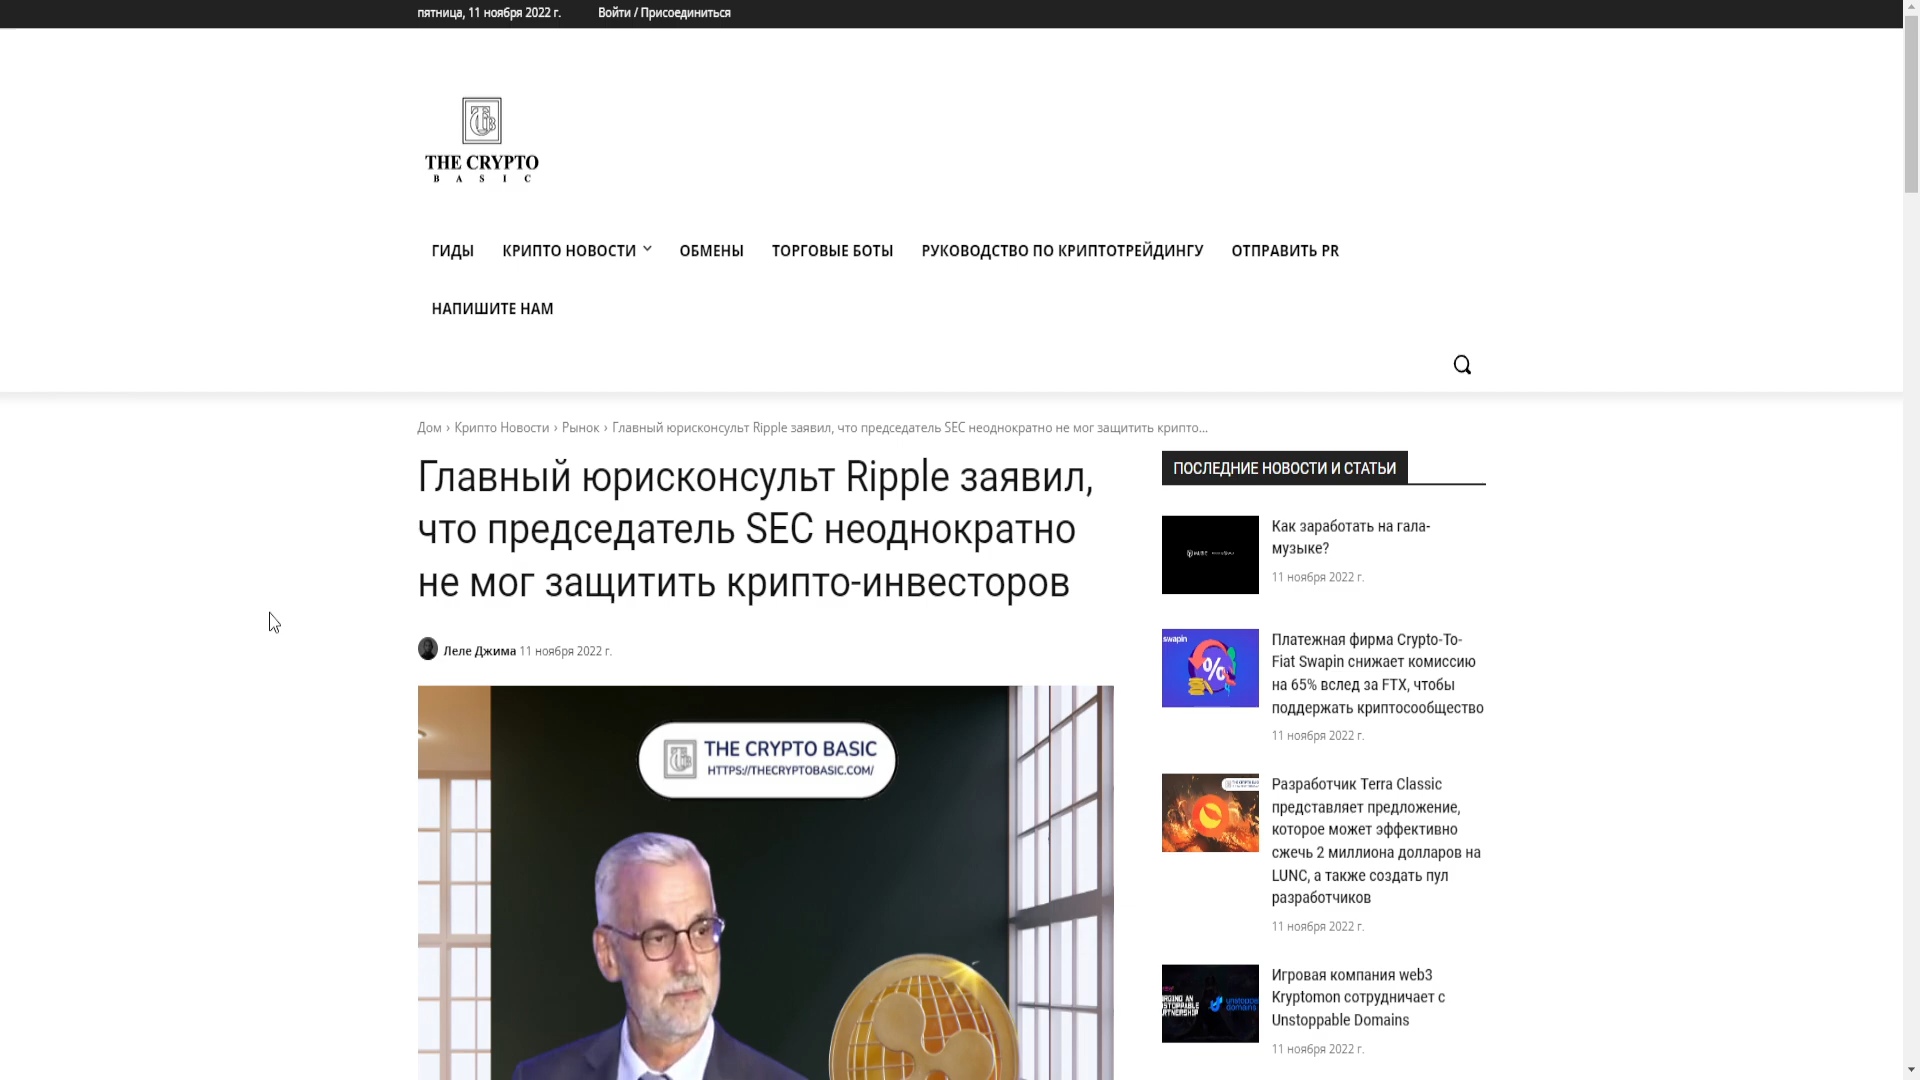 пятница, 11 ноября 2022 г.
Войти / Присоединиться
THE CRYPTO
BASIC
ГИДЫ
КРИПТО НОВОСТИ
ОБМЕНЫ
ТОРГОВЫЕ БОТЫ
РУКОВОДСТВО ПО КРИПТОТРЕЙДИНГУ
ОТПРАВИТЬ PR
НАПИШИТЕ НАМ
Дом › Крипто Новости › Рынок › Главный юрисконсульт Ripple заявил, что председатель SEC неоднократно не мог защитить крипто...
Главный юрисконсульт Ripple заявил,
что председатель SEC неоднократно
не мог защитить крипто-инвесторов
Леле Джима 11 ноября 2022 г.
THE CRYPTO BASIC
HTTPS://THECRYPTOBASIC.COM/
ПОСЛЕДНИЕ НОВОСТИ И СТАТЬИ
Как заработать на гала-
музыке?
11 ноября 2022 г.
swapin
%
Платежная фирма Crypto-To-
Fiat Swapin снижает комиссию
на 65% вслед за FTX, чтобы
поддержать криптосообщество
11 ноября 2022 г.
Разработчик Terra Classic
представляет предложение,
которое может эффективно
сжечь 2 миллиона долларов на
LUNC, а также создать пул
разработчиков
11 ноября 2022 г.
Игровая компания web3
Kryptomon сотрудничает с
Unstoppable Domains
11 ноября 2022 г.